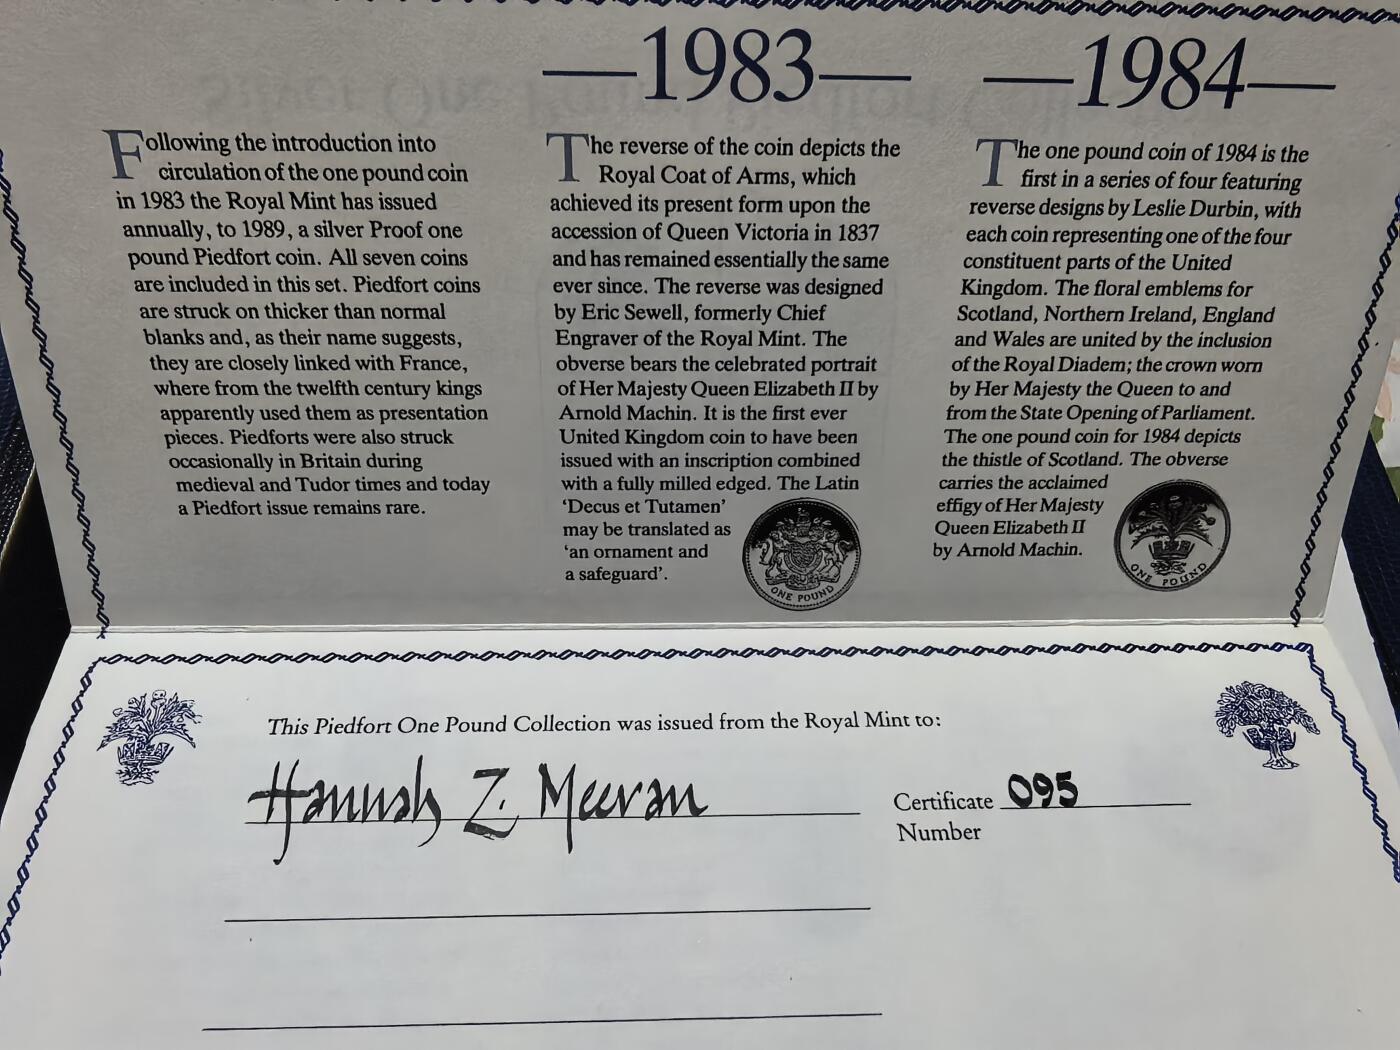 Following the introduction into
circulation of the one pound coin
in 1983 the Royal Mint has issued
annually, to 1989, a silver Proof one
pound Piedfort coin. All seven coins
are included in this set. Piedfort coins
are struck on thicker than normal
blanks and, as their name suggests,
they are closely linked with France,
where from the twelfth century kings
apparently used them as presentation
pieces. Piedforts were also struck
occasionally in Britain during
medieval and Tudor times and today
a Piedfort issue remains rare.
1983
The reverse of the coin depicts the
Royal Coat of Arms, which
achieved its present form upon the
accession of Queen Victoria in 1837
and has remained essentially the same
ever since. The reverse was designed
by Eric Sewell, formerly Chief
Engraver of the Royal Mint. The
obverse bears the celebrated portrait
of Her Majesty Queen Elizabeth II by
Arnold Machin. It is the first ever
United Kingdom coin to have been
issued with an inscription combined
with a fully milled edged. The Latin
‘Decus et Tutamen’
may be translated as
‘an ornament and
a safeguard’.
ONE POUND
1984
The one pound coin of 1984 is the
first in a series of four featuring
reverse designs by Leslie Durbin, with
each coin representing one of the four
constituent parts of the United
Kingdom. The floral emblems for
Scotland, Northern Ireland, England
and Wales are united by the inclusion
of the Royal Diadem; the crown worn
by Her Majesty the Queen to and
from the State Opening of Parliament.
The one pound coin for 1984 depicts
the thistle of Scotland. The obverse
carries the acclaimed
effigy of Her Majesty
Queen Elizabeth II
by Arnold Machin.
ONE POUND
This Piedfort One Pound Collection was issued from the Royal Mint to:
Hannah Z. Meeran
Certificate 095
Number